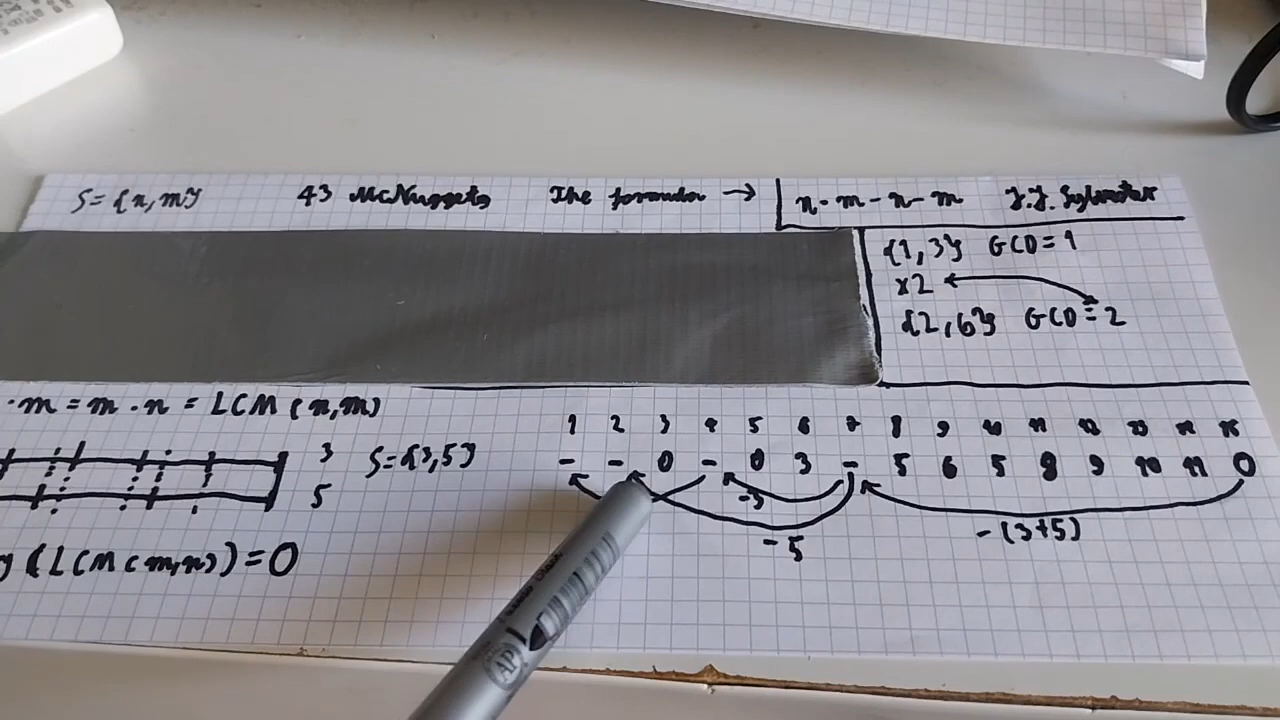 S={n,m} 43 McNuggets The formula → n·m-n-m J.J. Sylvester
{1,3} GCD=1
x2
{2,6} GCD=2
·m=m·n=LCM(n,m)
1 2 3 4 5 6 7 8 9 10 11 12 13 14 15
3 S={3,5} - - 0 - 0 3 - 5 6 5 8 9 10 11 0
5
-3
-5
-(3+5)
(LCM(m,n))=0
AP